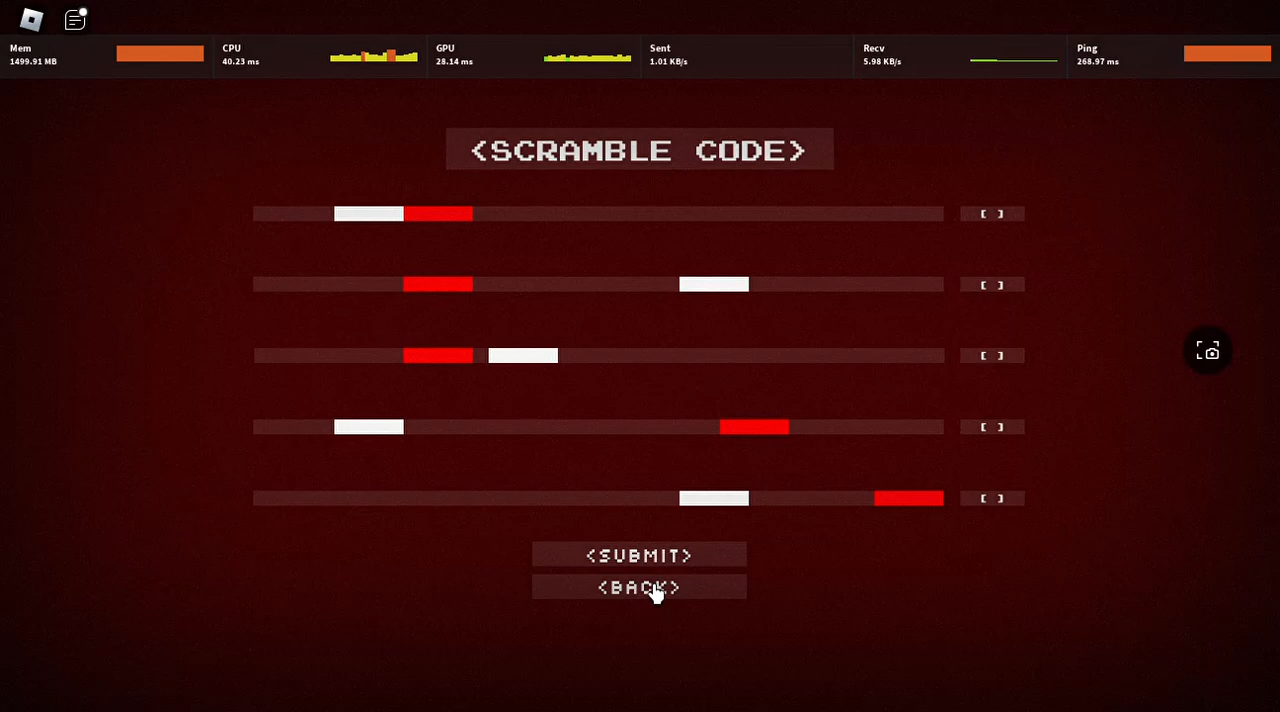 Mem CPU GPU Sent Recv Ping
1499.91 MB 40.23 ms 28.14 ms 1.01 KB/s 5.98 KB/s 268.97 ms
<SCRAMBLE CODE>
[ ]
[ ]
[ ]
[ ]
[ ]
<SUBMIT>
<BACK>